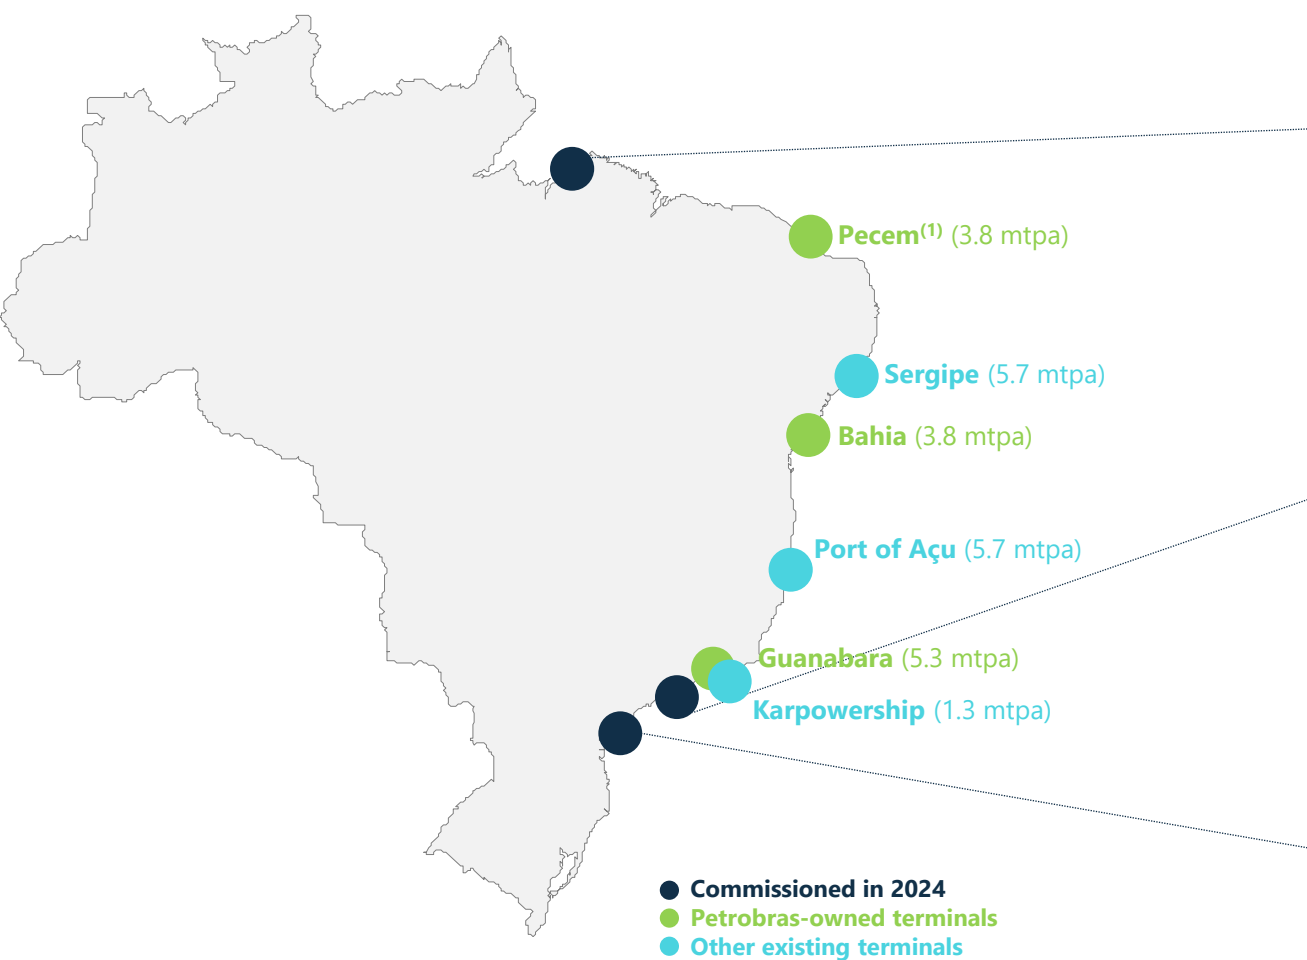 Pecem(1) (3.8 mtpa)
Sergipe (5.7 mtpa)
Bahia (3.8 mtpa)
Port of Açu (5.7 mtpa)
Guanabara (5.3 mtpa)
Karpowership (1.3 mtpa)
Commissioned in 2024
Petrobras-owned terminals
Other existing terminals